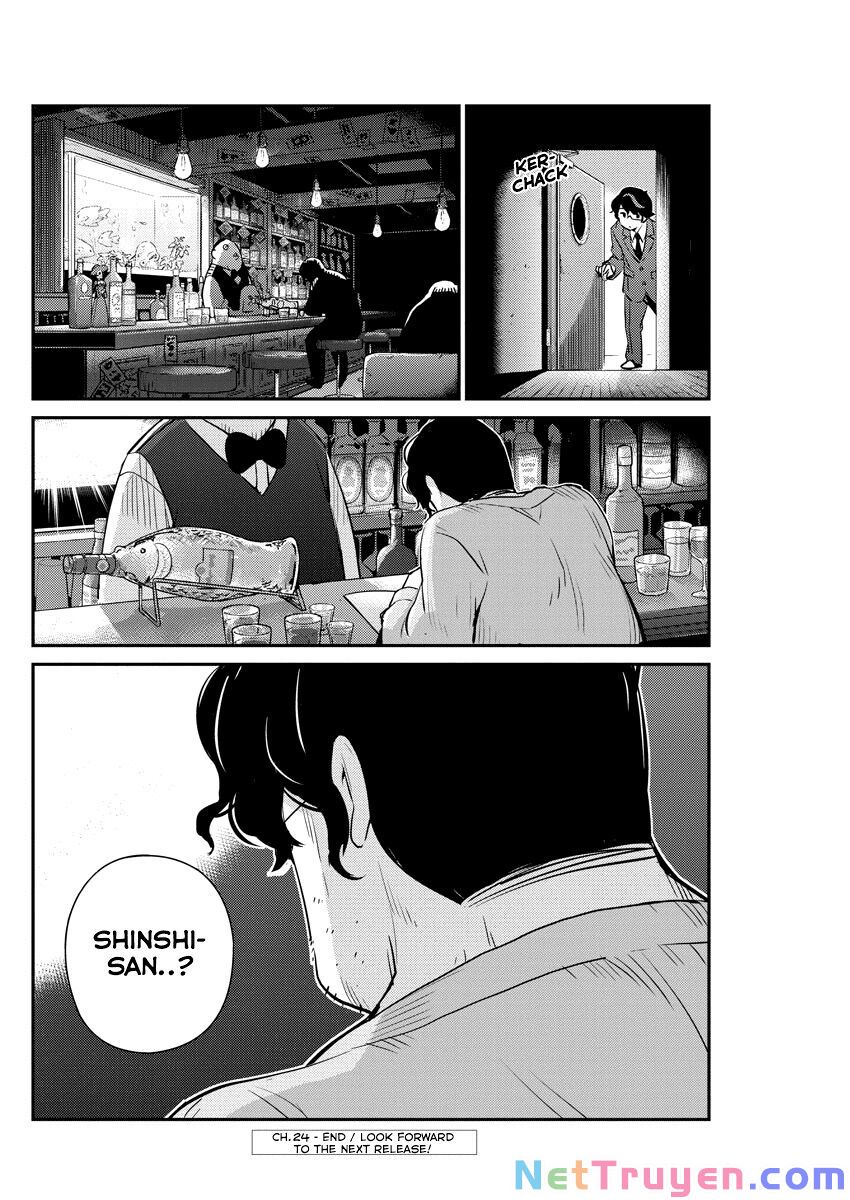 KER-
CHACK
SHINSHI-
SAN..?
CH.24 - END / LOOK FORWARD
TO THE NEXT RELEASE!
NetTruyen.com